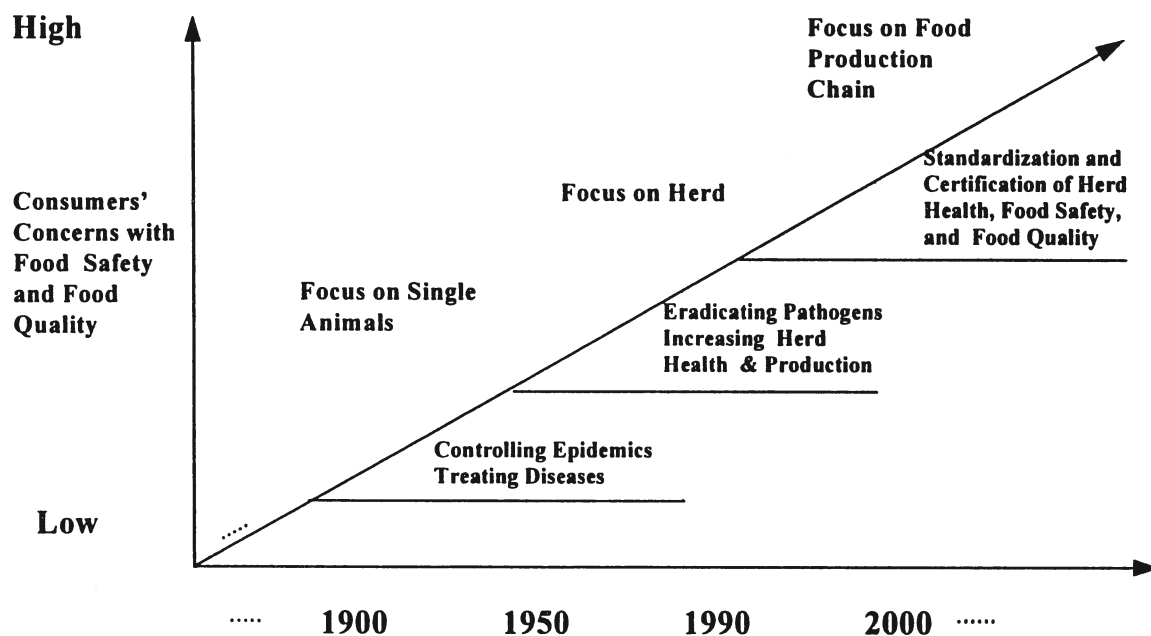 High
Focus on Food
Production
Chain
Standardization and
Certification of Herd
Health, Food Safety,
and Food Quality
Focus on Herd
Consumers'
Concerns with
Food Safety
and Food
Quality
Focus on Single
Animals
Eradicating Pathogens
Increasing Herd
Health & Production
Controlling Epidemics
Treating Diseases
Low
..... 1900 1950 1990 2000 ......